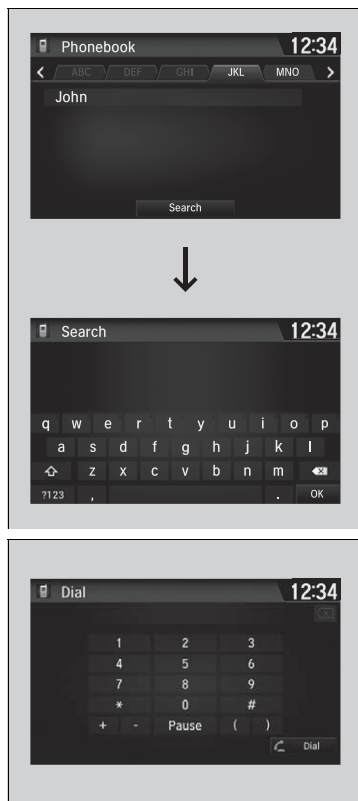 Phonebook 12:34
ABC DEF GHI JKL MNO
John
Search
Search 12:34
q w e r t y u i o p
a s d f g h j k l
z x c v b n m
?123 , . OK
Dial 12:34
1 2 3
4 5 6
7 8 9
* 0 #
+ - Pause ( )
Dial